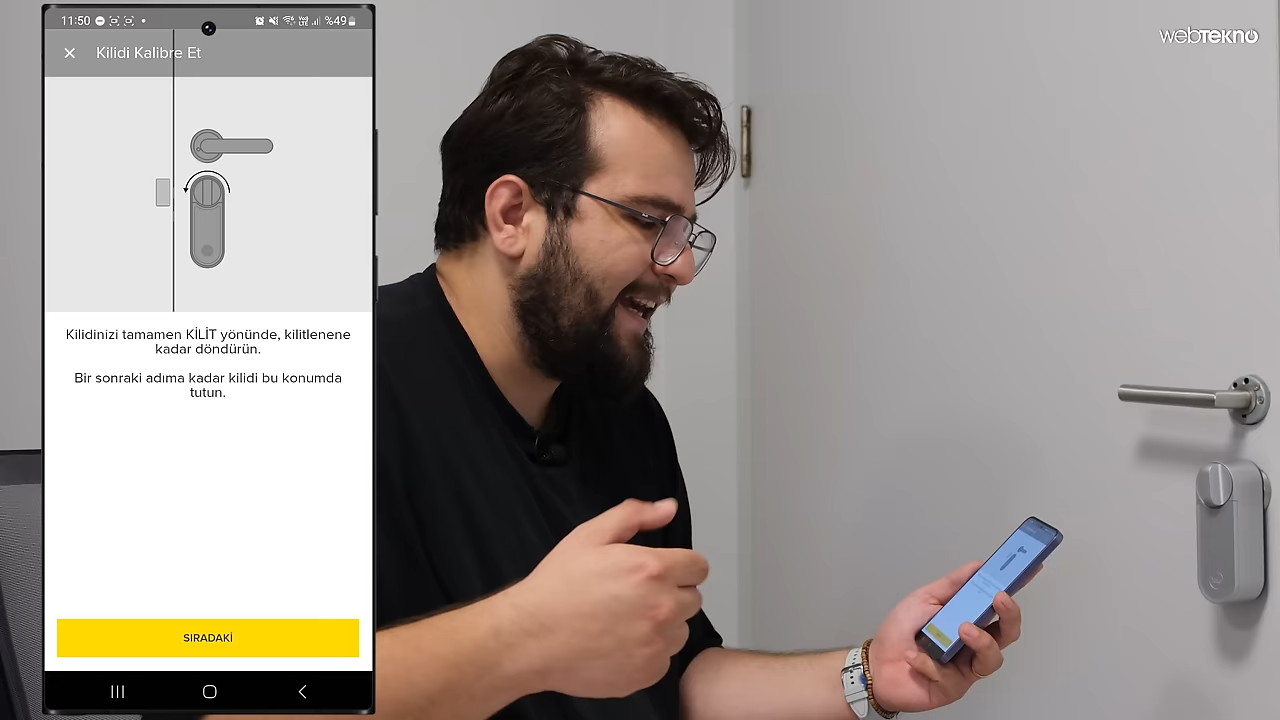 11:50
%49
Kilidi Kalibre Et
webTEKNO
Kilidinizi tamamen KİLİT yönünde, kilitlenene
kadar döndürün.
Bir sonraki adıma kadar kilidi bu konumda
tutun.
SIRADAKİ